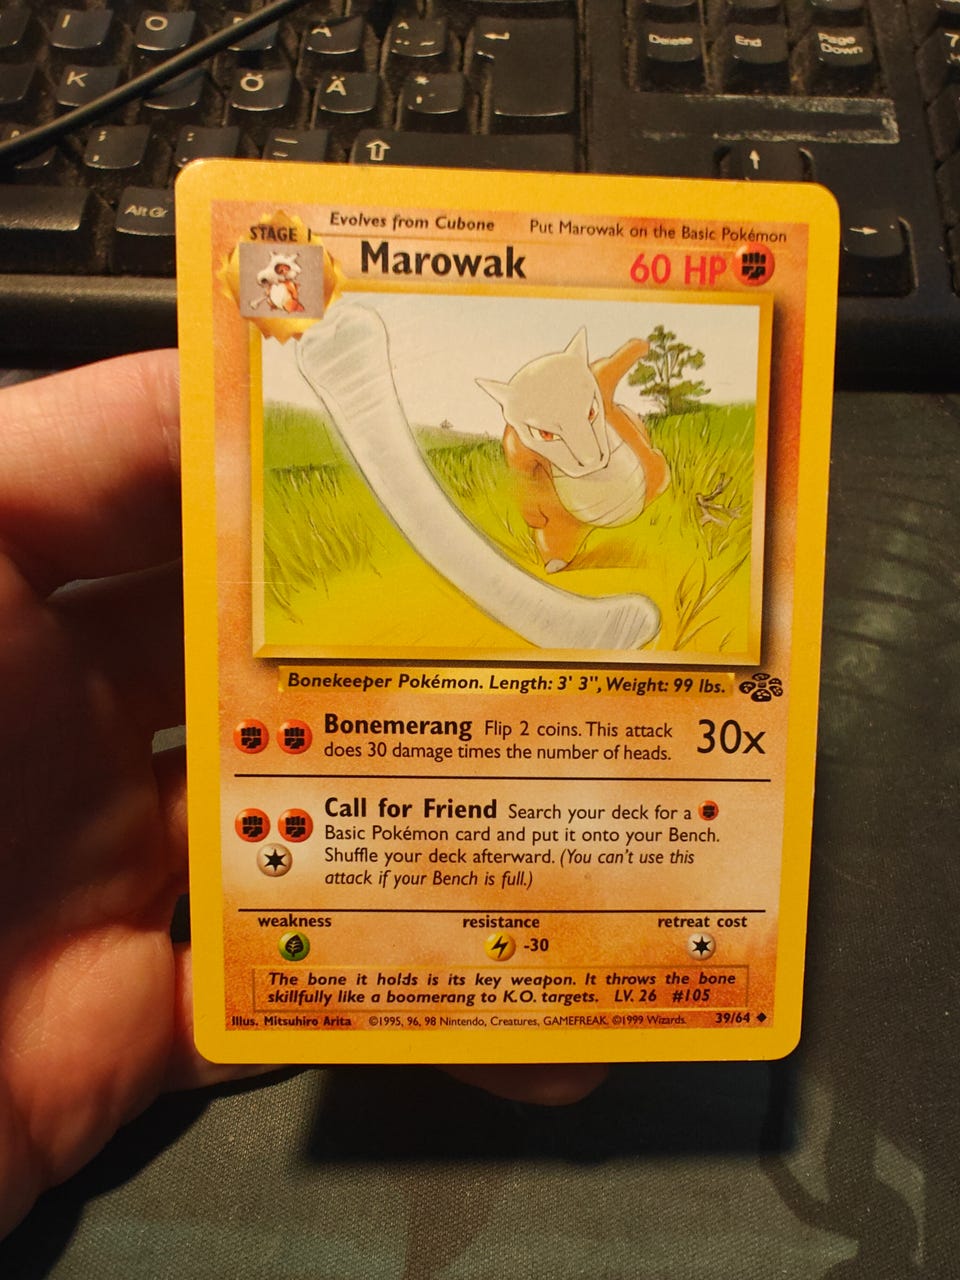 I O Å ¨
Delete End Page Down 7
K Ö Ä *
; : _
Alt Gr
STAGE 1 Evolves from Cubone Put Marowak on the Basic Pokémon
Marowak 60 HP
Bonekeeper Pokémon. Length: 3' 3", Weight: 99 lbs.
Bonemerang Flip 2 coins. This attack 30x
does 30 damage times the number of heads.
Call for Friend Search your deck for a
Basic Pokémon card and put it onto your Bench.
Shuffle your deck afterward. (You can't use this
attack if your Bench is full.)
weakness resistance retreat cost
-30
The bone it holds is its key weapon. It throws the bone
skillfully like a boomerang to K.O. targets. LV. 26 #105
Illus. Mitsuhiro Arita ©1995, 96, 98 Nintendo, Creatures, GAMEFREAK. ©1999 Wizards. 39/64